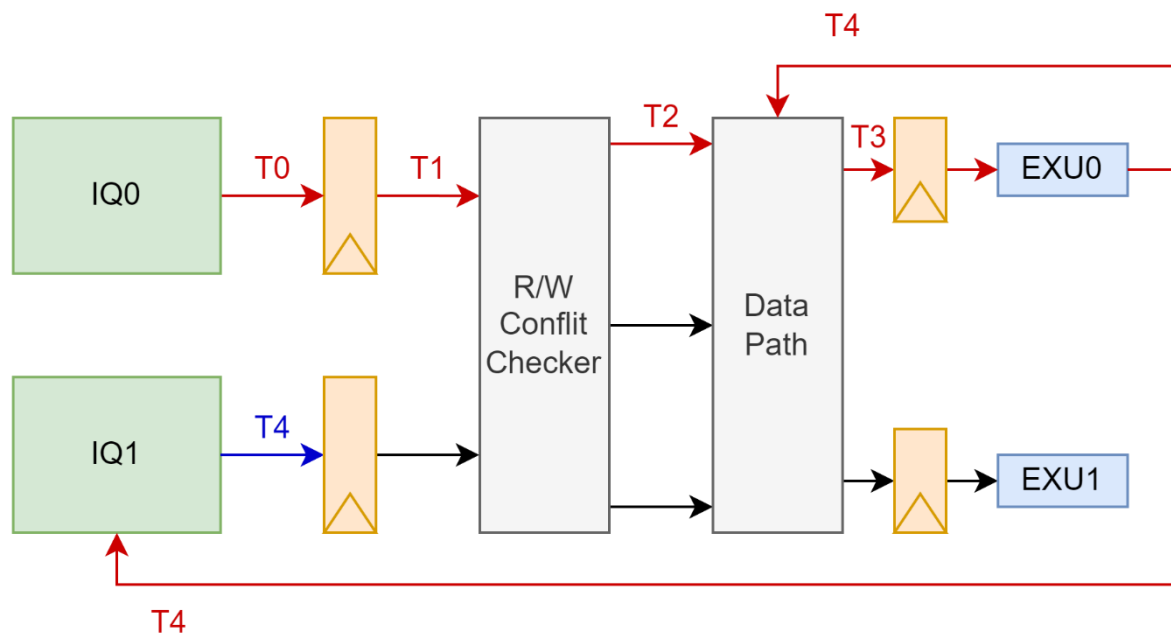 T4
T2
T0
T1
T3
IQ0
EXU0
R/W
Conflit
Checker
Data
Path
T4
IQ1
EXU1
T4